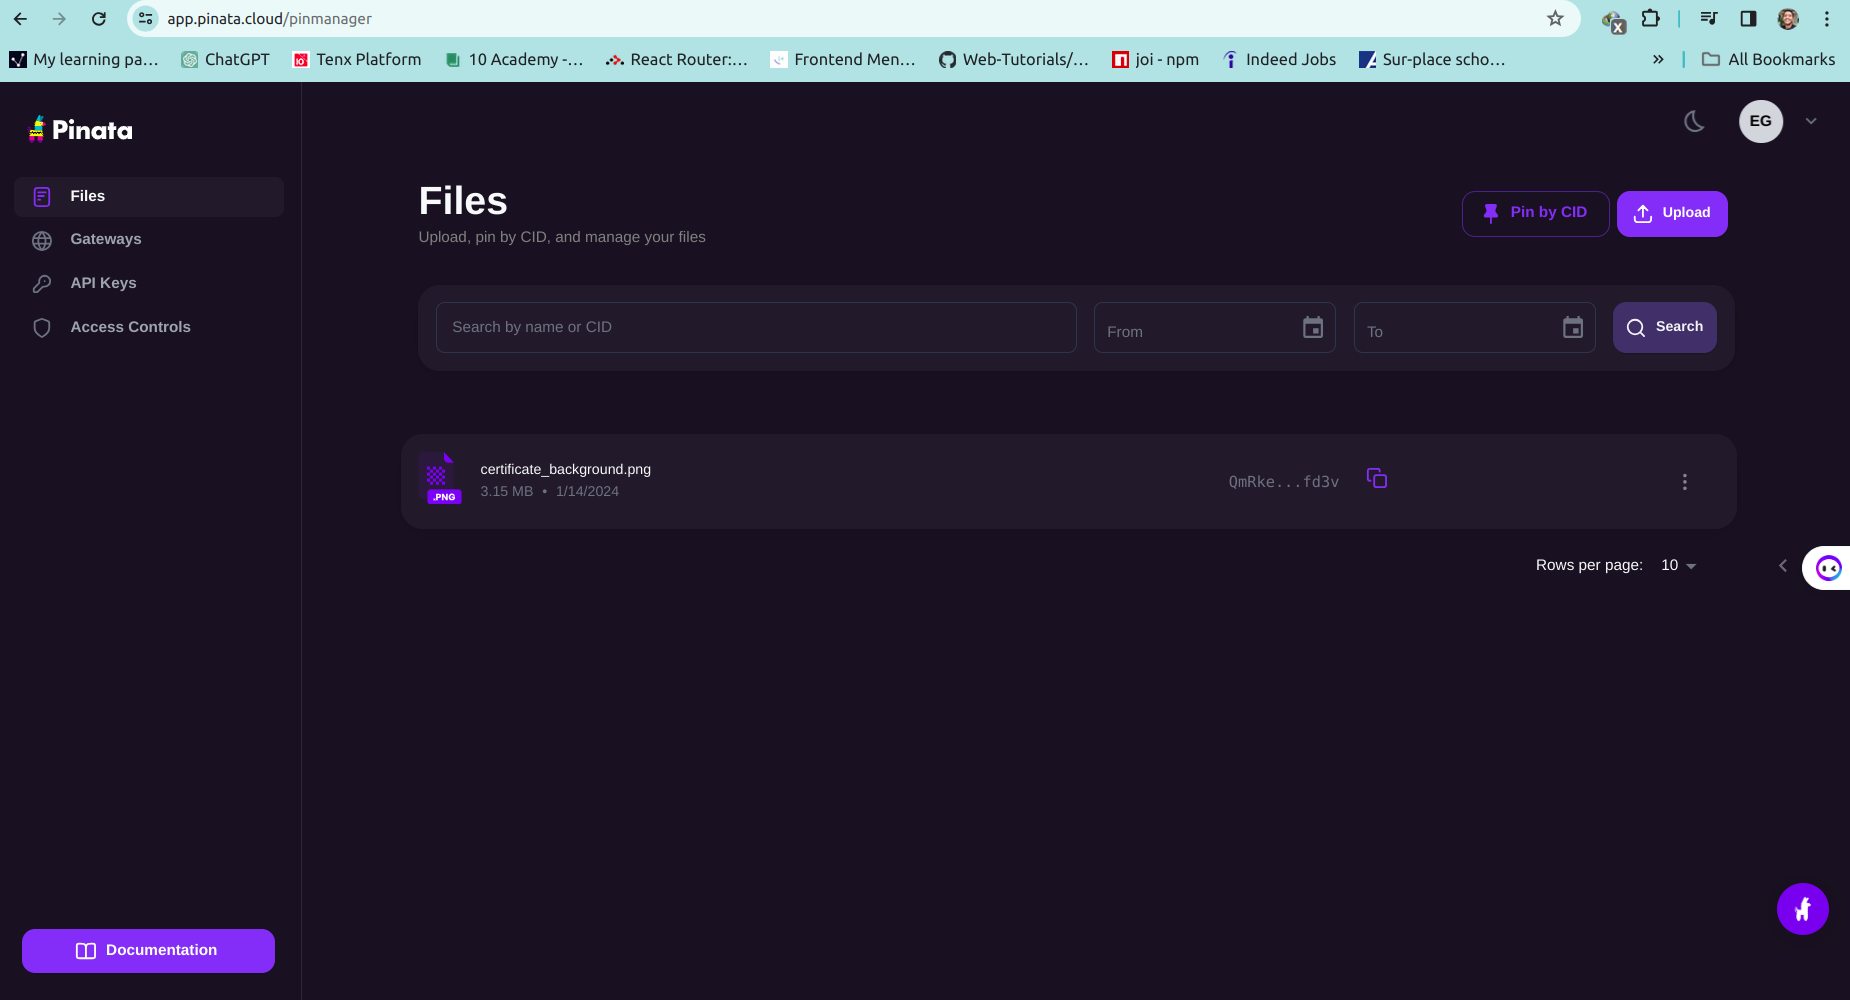 app.pinata.cloud/pinmanager
X
My learning pa...
ChatGPT
Tenx Platform
10 Academy -...
React Router:...
Frontend Men...
Web-Tutorials/...
joi - npm
Indeed Jobs
Sur-place scho...
»
All Bookmarks
Pinata
EG
Files
Gateways
API Keys
Access Controls
Files
Upload, pin by CID, and manage your files
Pin by CID
Upload
Search by name or CID
From
To
Search
.PNG
certificate_background.png
3.15 MB • 1/14/2024
QmRke...fd3v
Rows per page: 10
Documentation